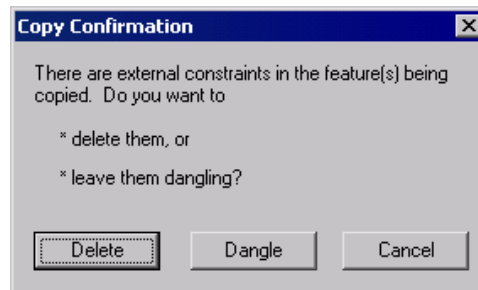 Copy Confirmation
There are external constraints in the feature(s) being
copied. Do you want to
* delete them, or
* leave them dangling?
Delete Dangle Cancel